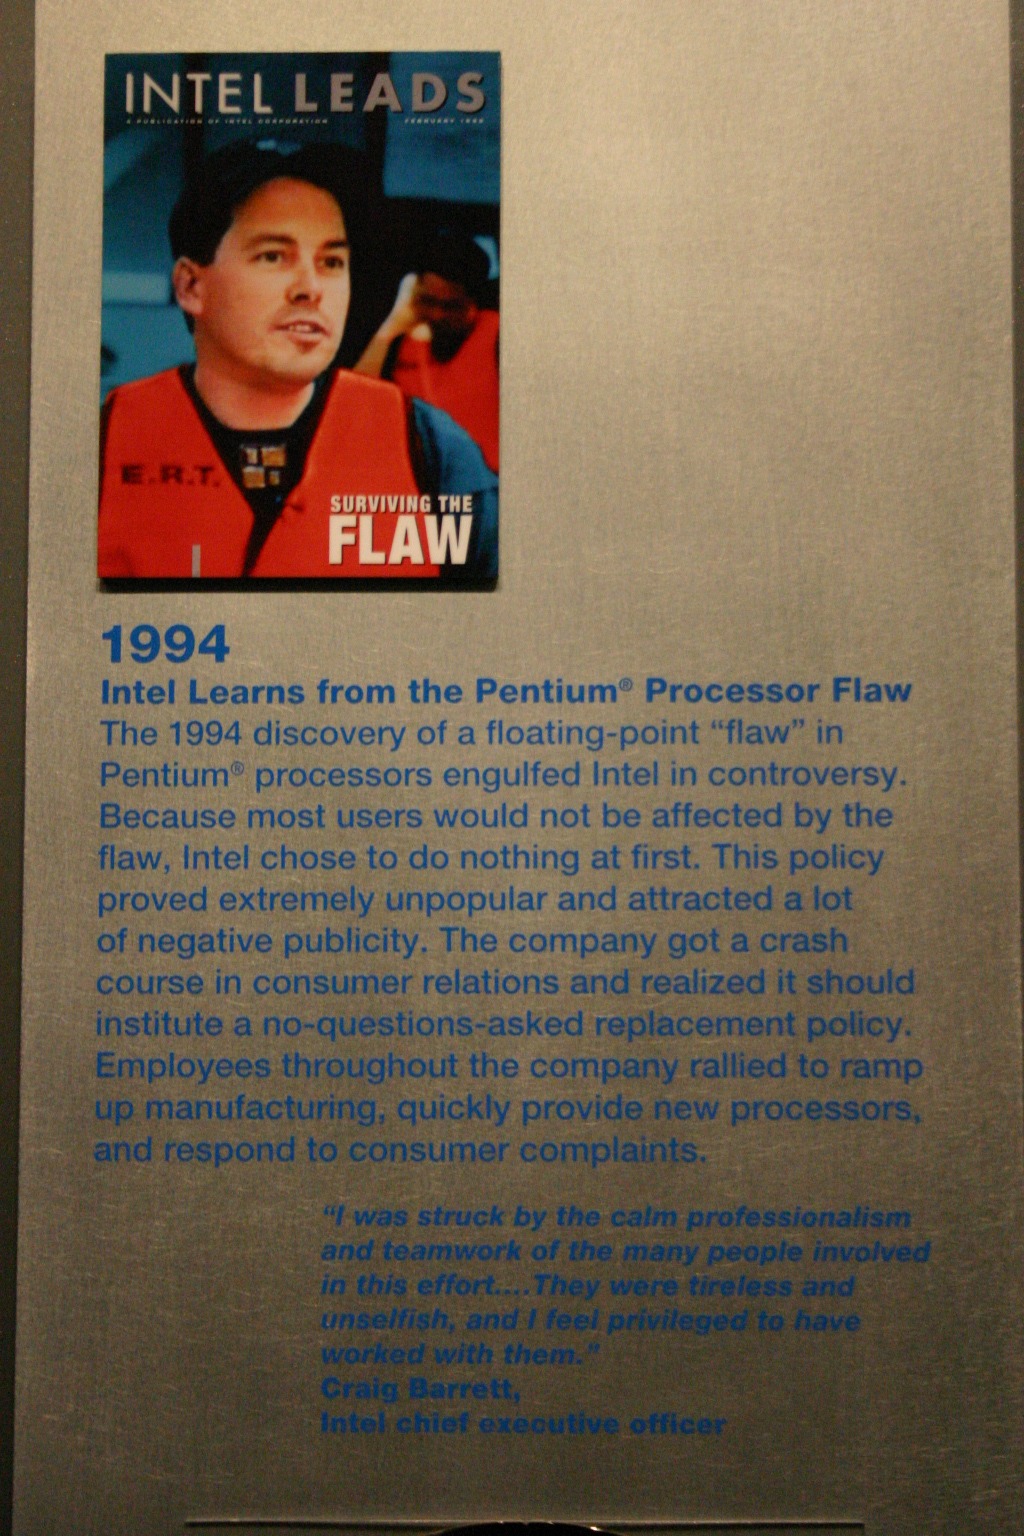 INTEL LEADS
A PUBLICATION OF INTEL CORPORATION
E.R.T.
SURVIVING THE
FLAW
1994
Intel Learns from the Pentium® Processor Flaw
The 1994 discovery of a floating-point “flaw” in
Pentium® processors engulfed Intel in controversy.
Because most users would not be affected by the
flaw, Intel chose to do nothing at first. This policy
proved extremely unpopular and attracted a lot
of negative publicity. The company got a crash
course in consumer relations and realized it should
institute a no-questions-asked replacement policy.
Employees throughout the company rallied to ramp
up manufacturing, quickly provide new processors,
and respond to consumer complaints.
“I was struck by the calm professionalism
and teamwork of the many people involved
in this effort....They were tireless and
unselfish, and I feel privileged to have
worked with them.”
Craig Barrett,
Intel chief executive officer